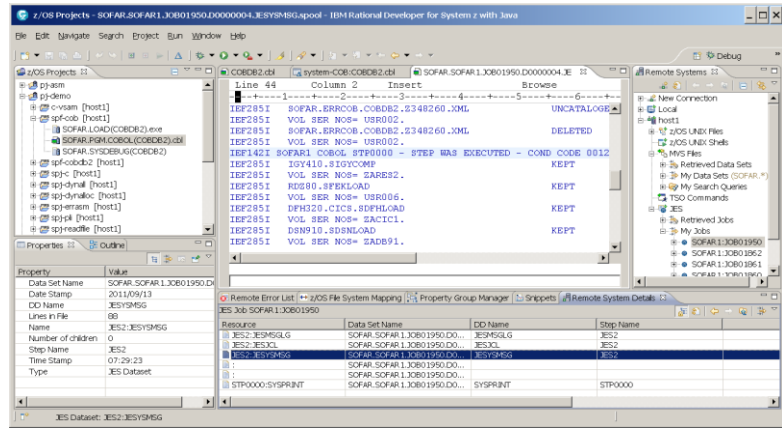 z/OS Projects - SOFAR.SOFAR1.JOB01950.D0000004.JESYSMSG.spool - IBM Rational Developer for System z with Java
File Edit Navigate Search Project Run Window Help
Debug
z/OS Projects
pj-asm
pj-demo
c-vsam [host1]
spf-cob [host1]
SOFAR.LOAD(COBDB2).exe
SOFAR.PGM.COBOL(COBDB2).cbl
SOFAR.SYSDEBUG(COBDB2)
spf-cobdb2 [host1]
spj-c [host1]
spj-dynall [host1]
spj-dynalloc [host1]
spj-errasm [host1]
spj-pli [host1]
spj-readfile [host1]
COBDB2.cbl
system-COB:COBDB2.cbl
SOFAR.SOFAR1.JOB01950.D0000004.JE
Line 44 Column 2 Insert Browse
----+----1----+----2----+----3----+----4----+----5----+----6----+--
IEF285I SOFAR.ERRCOB.COBDB2.Z348260.XML UNCATALOGE
IEF285I VOL SER NOS= USR002.
IEF285I SOFAR.ERRCOB.COBDB2.Z348260.XML DELETED
IEF285I VOL SER NOS= USR002.
IEF142I SOFAR1 COBOL STP0000 - STEP WAS EXECUTED - COND CODE 0012
IEF285I IGY410.SIGYCOMP KEPT
IEF285I VOL SER NOS= ZARES2.
IEF285I RDZ80.SFEKLOAD KEPT
IEF285I VOL SER NOS= USR006.
IEF285I DFH320.CICS.SDFHLOAD KEPT
IEF285I VOL SER NOS= ZACIC1.
IEF285I DSN910.SDSNLOAD KEPT
IEF285I VOL SER NOS= ZADB91.
Remote Systems
New Connection
Local
host1
z/OS UNIX Files
z/OS UNIX Shells
MVS Files
Retrieved Data Sets
My Data Sets (SOFAR.*)
My Search Queries
TSO Commands
JES
Retrieved Jobs
My Jobs
SOFAR1:JOB01950
SOFAR1:JOB01862
SOFAR1:JOB01861
SOFAR1:JOB01860
Properties Outline
Property Value
Data Set Name SOFAR.SOFAR1.JOB01950.D
Date Stamp 2011/09/13
DD Name JESYSMSG
Lines in File 88
Name JES2:JESYSMSG
Number of children 0
Step Name JES2
Time Stamp 07:29:23
Type JES Dataset
Remote Error List z/OS File System Mapping Property Group Manager Snippets Remote System Details
JES Job SOFAR1:JOB01950
Resource Data Set Name DD Name Step Name
JES2:JESMSGLG SOFAR.SOFAR1.JOB01950.D0... JESMSGLG JES2
JES2:JESJCL SOFAR.SOFAR1.JOB01950.D0... JESJCL JES2
JES2:JESYSMSG SOFAR.SOFAR1.JOB01950.D0... JESYSMSG JES2
: SOFAR.SOFAR1.JOB01950.D0...
: SOFAR.SOFAR1.JOB01950.D0...
STP0000:SYSPRINT SOFAR.SOFAR1.JOB01950.D0... SYSPRINT STP0000
JES Dataset: JES2:JESYSMSG